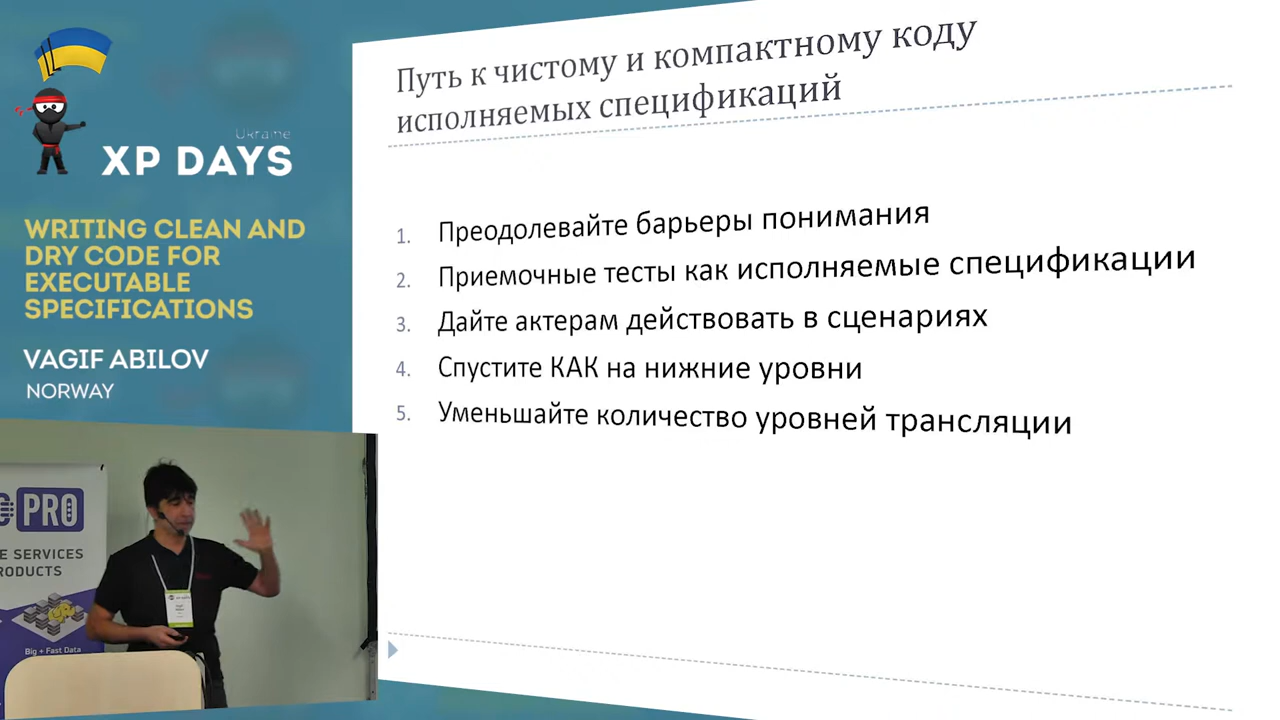 Ukraine
XP DAYS
WRITING CLEAN AND
DRY CODE FOR
EXECUTABLE
SPECIFICATIONS
VAGIF ABILOV
NORWAY
PRO
E SERVICES
RODUCTS
Big + Fast Data
Путь к чистому и компактному коду
исполняемых спецификаций
1. Преодолевайте барьеры понимания
2. Приемочные тесты как исполняемые спецификации
3. Дайте актерам действовать в сценариях
4. Спустите КАК на нижние уровни
5. Уменьшайте количество уровней трансляции